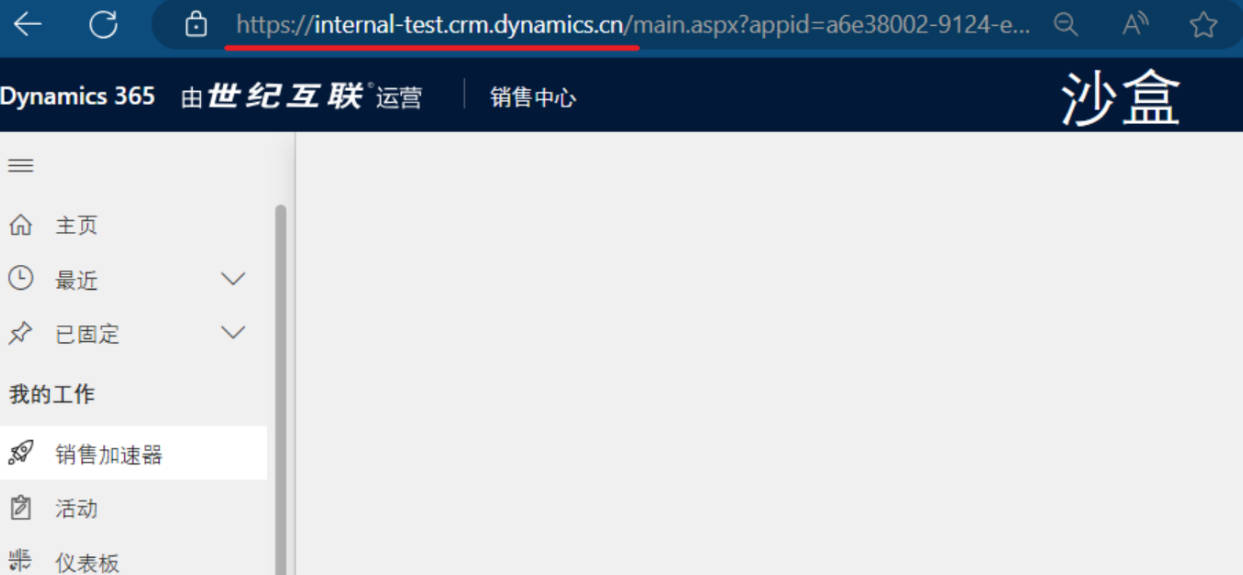 https://internal-test.crm.dynamics.cn/main.aspx?appid=a6e38002-9124-e...
Dynamics 365 由世纪互联®运营 销售中心 沙盒
主页
最近
已固定
我的工作
销售加速器
活动
仪表板